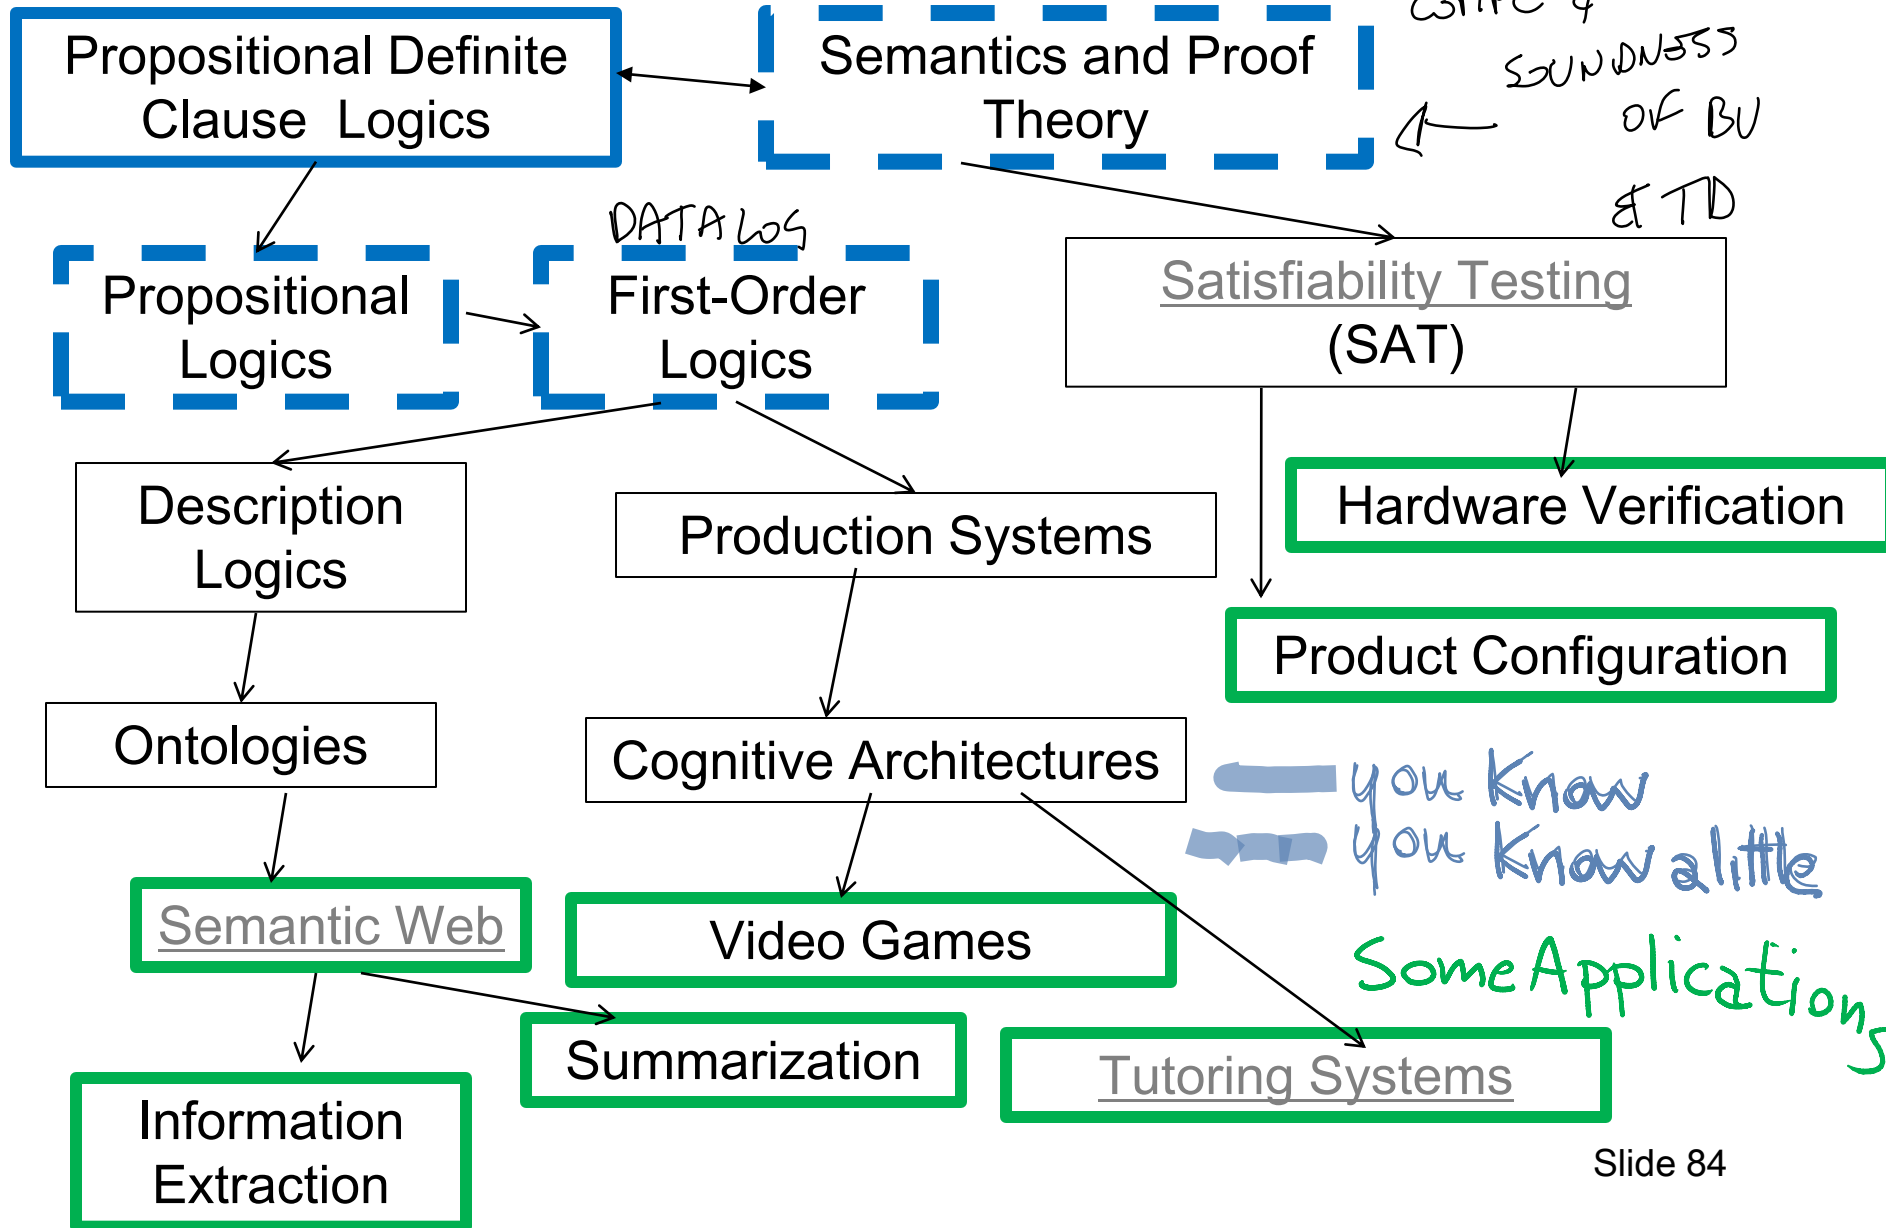 Propositional Definite
Clause Logics
Semantics and Proof
Theory
SOUNDNESS
OF BU
& TD
DATALOG
Propositional
Logics
First-Order
Logics
Satisfiability Testing
(SAT)
Description
Logics
Production Systems
Hardware Verification
Product Configuration
Ontologies
Cognitive Architectures
you Know
you Know a little
Semantic Web
Video Games
Some Applications
Summarization
Tutoring Systems
Information
Extraction
Slide 84